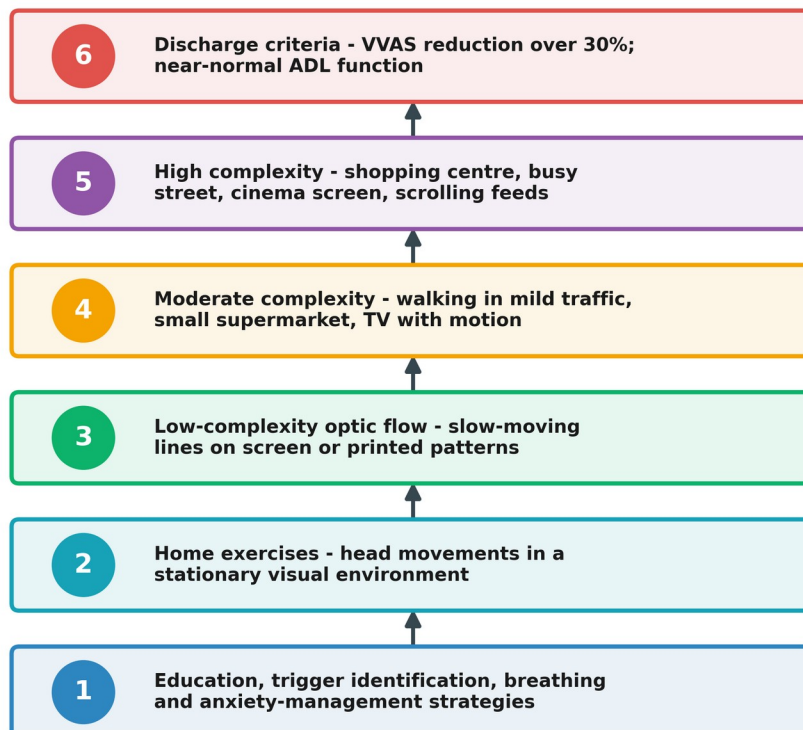 6
Discharge criteria - VVAS reduction over 30%;
near-normal ADL function
5
High complexity - shopping centre, busy
street, cinema screen, scrolling feeds
4
Moderate complexity - walking in mild traffic,
small supermarket, TV with motion
3
Low-complexity optic flow - slow-moving
lines on screen or printed patterns
2
Home exercises - head movements in a
stationary visual environment
1
Education, trigger identification, breathing
and anxiety-management strategies